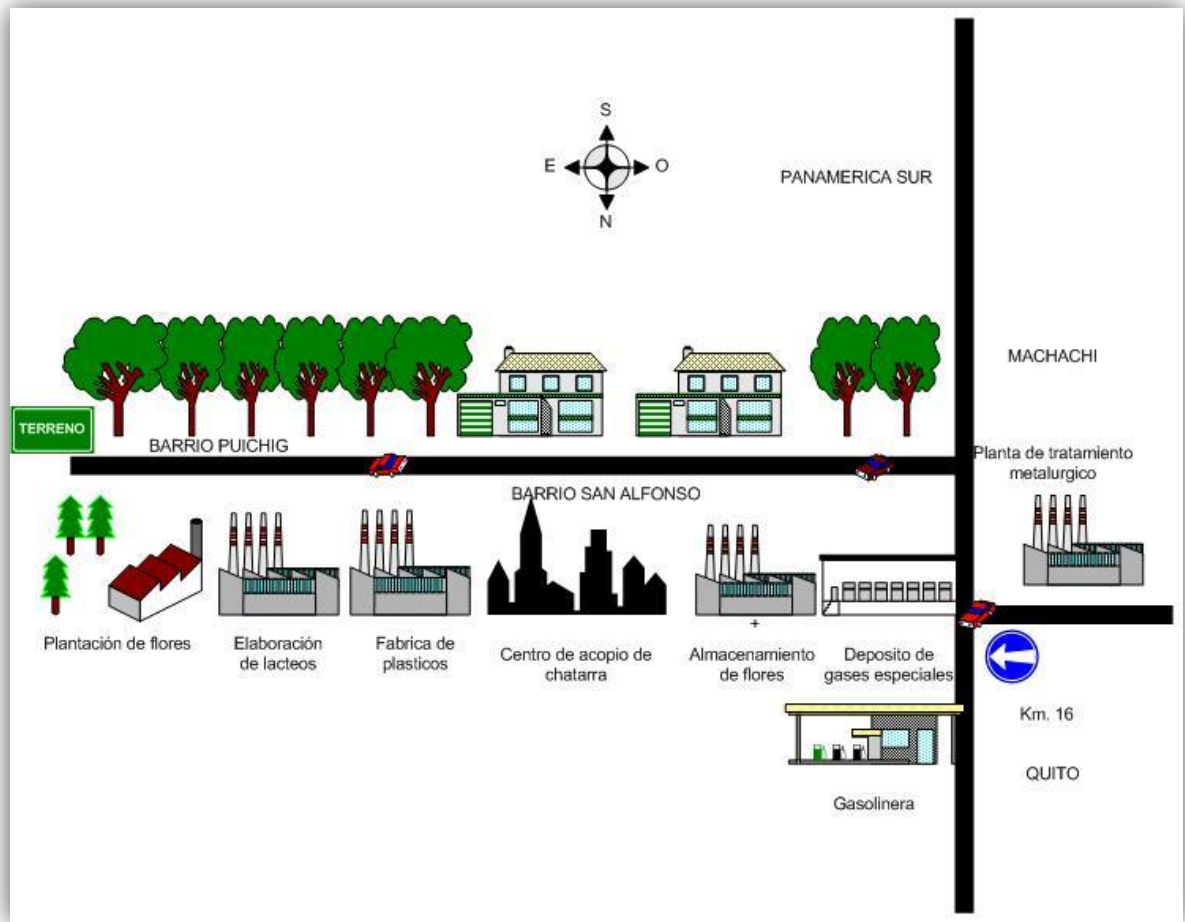 S
E
O
N
PANAMERICA SUR
MACHACHI
TERRENO
BARRIO PUICHIG
Planta de tratamiento
metalurgico
BARRIO SAN ALFONSO
Plantación de flores
Elaboración
de lacteos
Fabrica de
plasticos
Centro de acopio de
chatarra
+
Almacenamiento
de flores
Deposito de
gases especiales
Km. 16
QUITO
Gasolinera